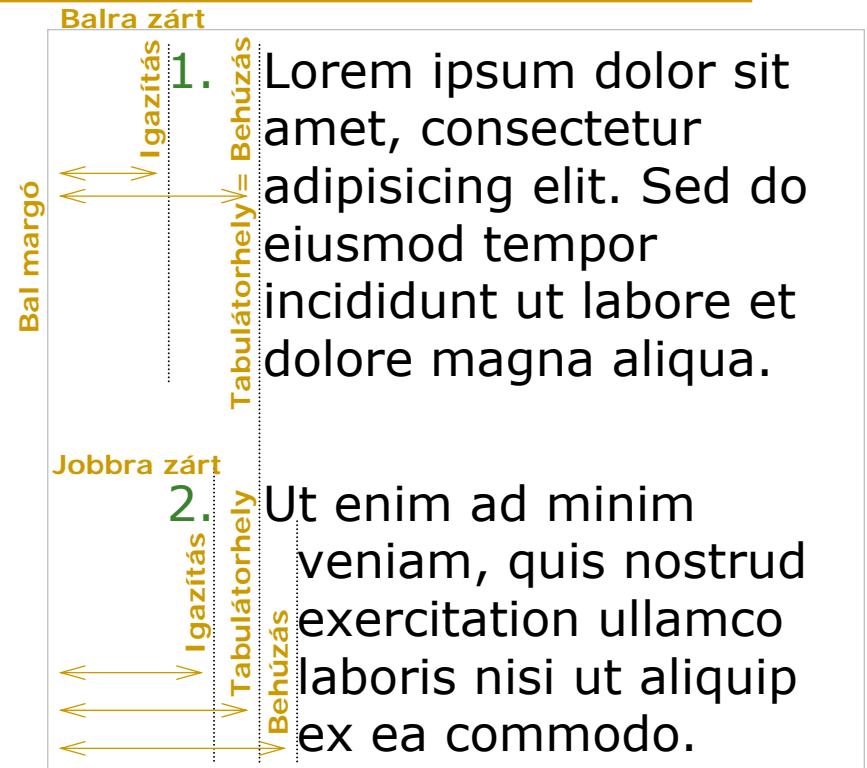 Balra zárt
Bal margó
Igazítás
Tabulátorhely = Behúzás
1. Lorem ipsum dolor sit
amet, consectetur
adipisicing elit. Sed do
eiusmod tempor
incididunt ut labore et
dolore magna aliqua.
Jobbra zárt
Igazítás
Tabulátorhely
Behúzás
2. Ut enim ad minim
veniam, quis nostrud
exercitation ullamco
laboris nisi ut aliquip
ex ea commodo.